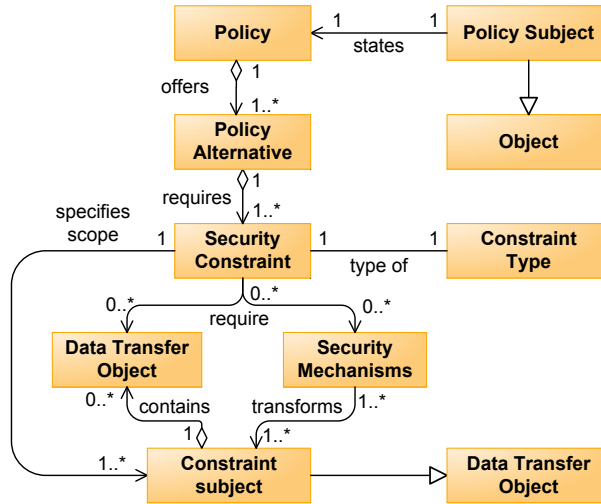 Policy
1
states
1
Policy Subject
1
offers
1..*
Policy
Alternative
Object
1
requires
1..*
specifies
scope
1
Security
Constraint
1
type of
1
Constraint
Type
0..*
0..*
require
Data Transfer
Object
Security
Mechanisms
0..*
contains
1
transforms
1..*
1..*
1..*
Constraint
subject
Data Transfer
Object